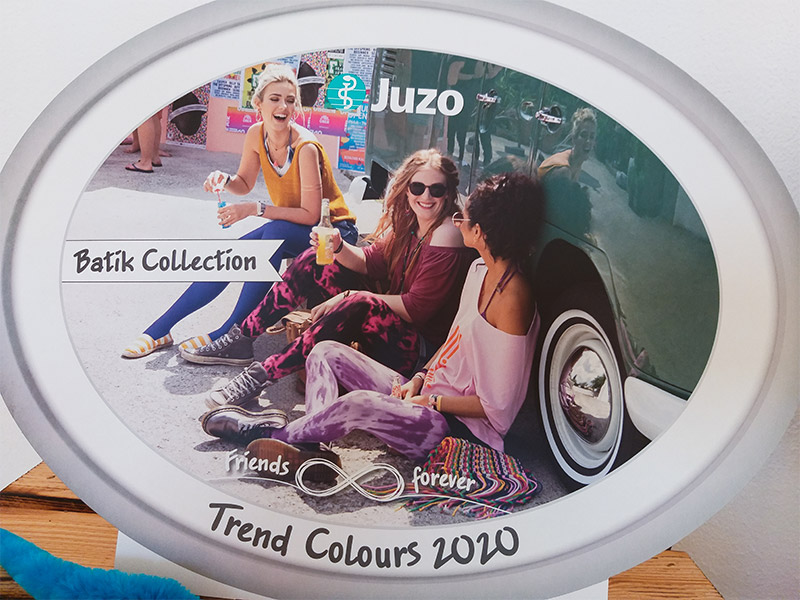 Juzo
Batik Collection
Friends forever
Trend Colours 2020